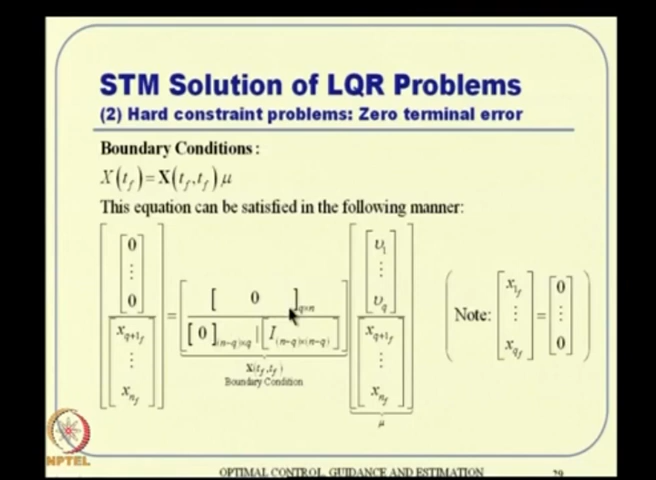 STM Solution of LQR Problems
(2) Hard constraint problems: Zero terminal error
Boundary Conditions :
X(t_f) = X(t_f, t_f) μ
This equation can be satisfied in the following manner:
[ [0 ⋮ 0] [x_{q+1_f} ⋮ x_{n_f}] ] = [ [ 0 ]_{q×n} [0]_{(n−q)×q} | [I_{(n−q)×(n−q)}] ] [ [υ_1 ⋮ υ_q] [x_{q+1_f} ⋮ x_{n_f}] ]
( Note: [x_{1_f} ⋮ x_{q_f}] = [0 ⋮ 0] )
X(t_f, t_f)
Boundary Condition
μ
NPTEL
OPTIMAL CONTROL, GUIDANCE AND ESTIMATION
29